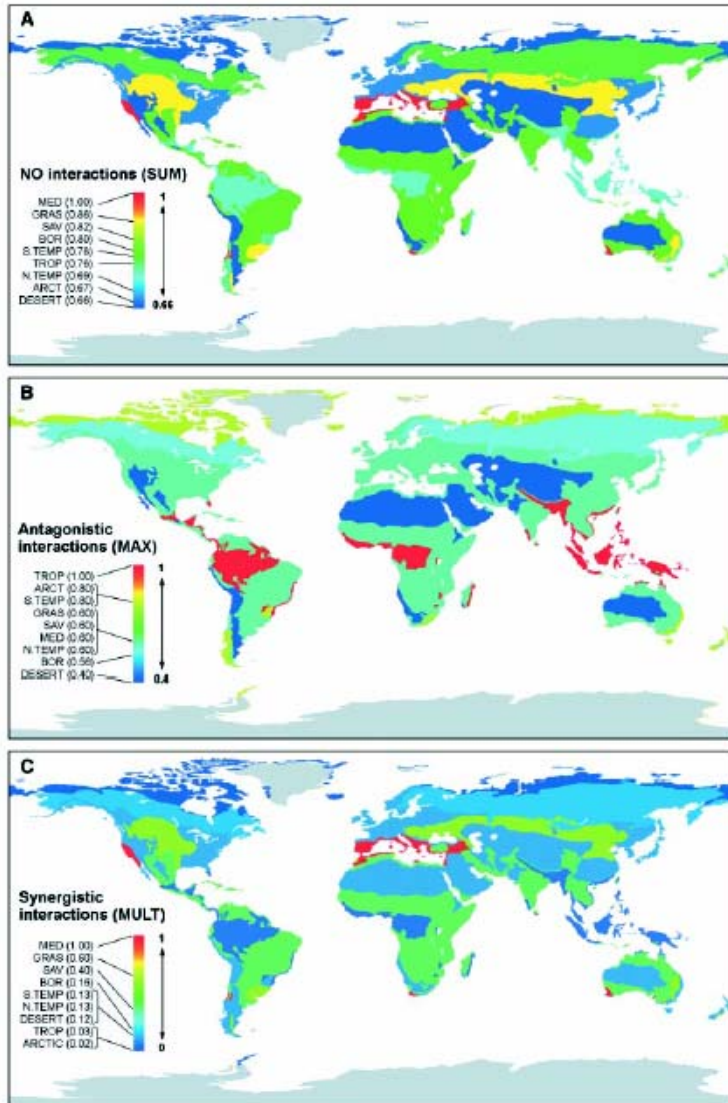 A
NO interactions (SUM)
MED (1.00)
GRAS (0.86)
SAV (0.82)
BOR (0.80)
S.TEMP
TROP (0.76)
N.TEMP (0.69)
ARCT (0.67)
DESERT (0.66)
1
0.66
B
Antagonistic
interactions (MAX)
TROP (1.00)
ARCT (0.80)
S.TEMP (0.80)
GRAS (0.60)
SAV (0.60)
MED (0.60)
N.TEMP (0.60)
BOR (0.56)
DESERT (0.40)
1
0.4
C
Synergistic
interactions (MULT)
MED (1.00)
GRAS (0.60)
SAV (0.40)
BOR (0.16)
S.TEMP (0.13)
N.TEMP (0.13)
DESERT (0.12)
TROP (0.03)
ARCTIC (0.02)
1
0